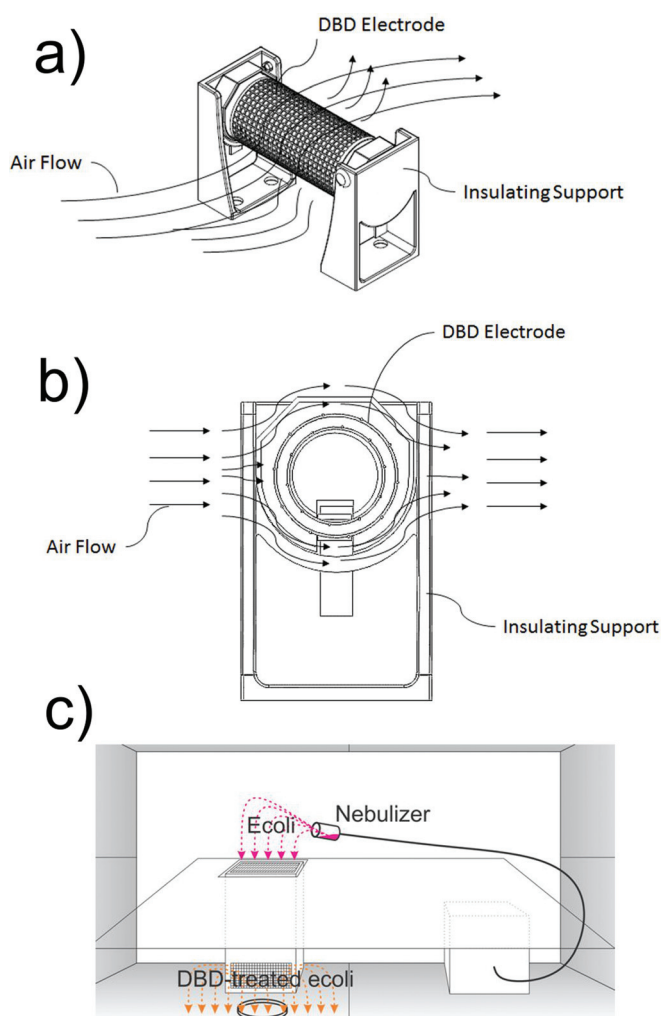 a)
DBD Electrode
Air Flow
Insulating Support
b)
DBD Electrode
Air Flow
Insulating Support
c)
Nebulizer
Ecoli
DBD-treated ecoli